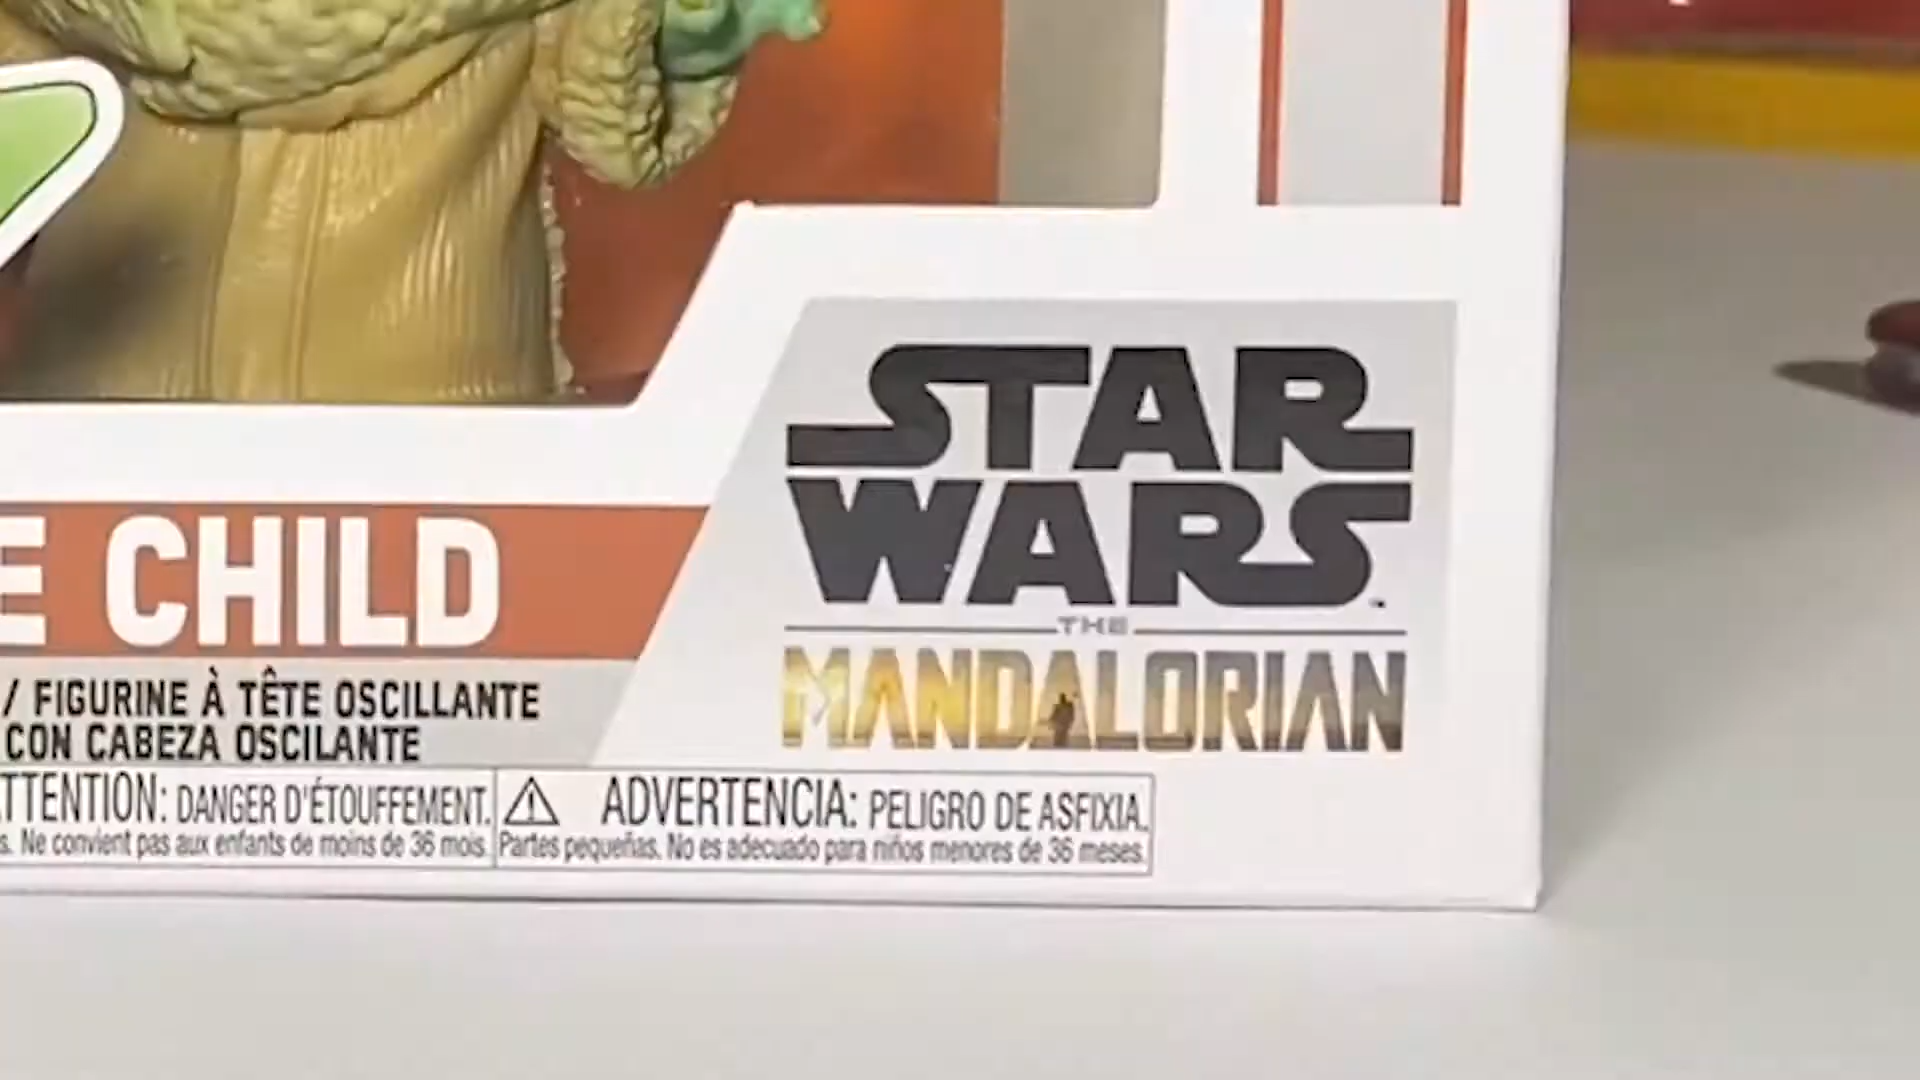 STAR
WARS
THE
MANDALORIAN
E CHILD
/ FIGURINE À TÊTE OSCILLANTE
CON CABEZA OSCILANTE
TTENTION: DANGER D'ÉTOUFFEMENT.
s. Ne convient pas aux enfants de moins de 36 mois.
ADVERTENCIA: PELIGRO DE ASFIXIA.
Partes pequeñas. No es adecuado para niños menores de 36 meses.